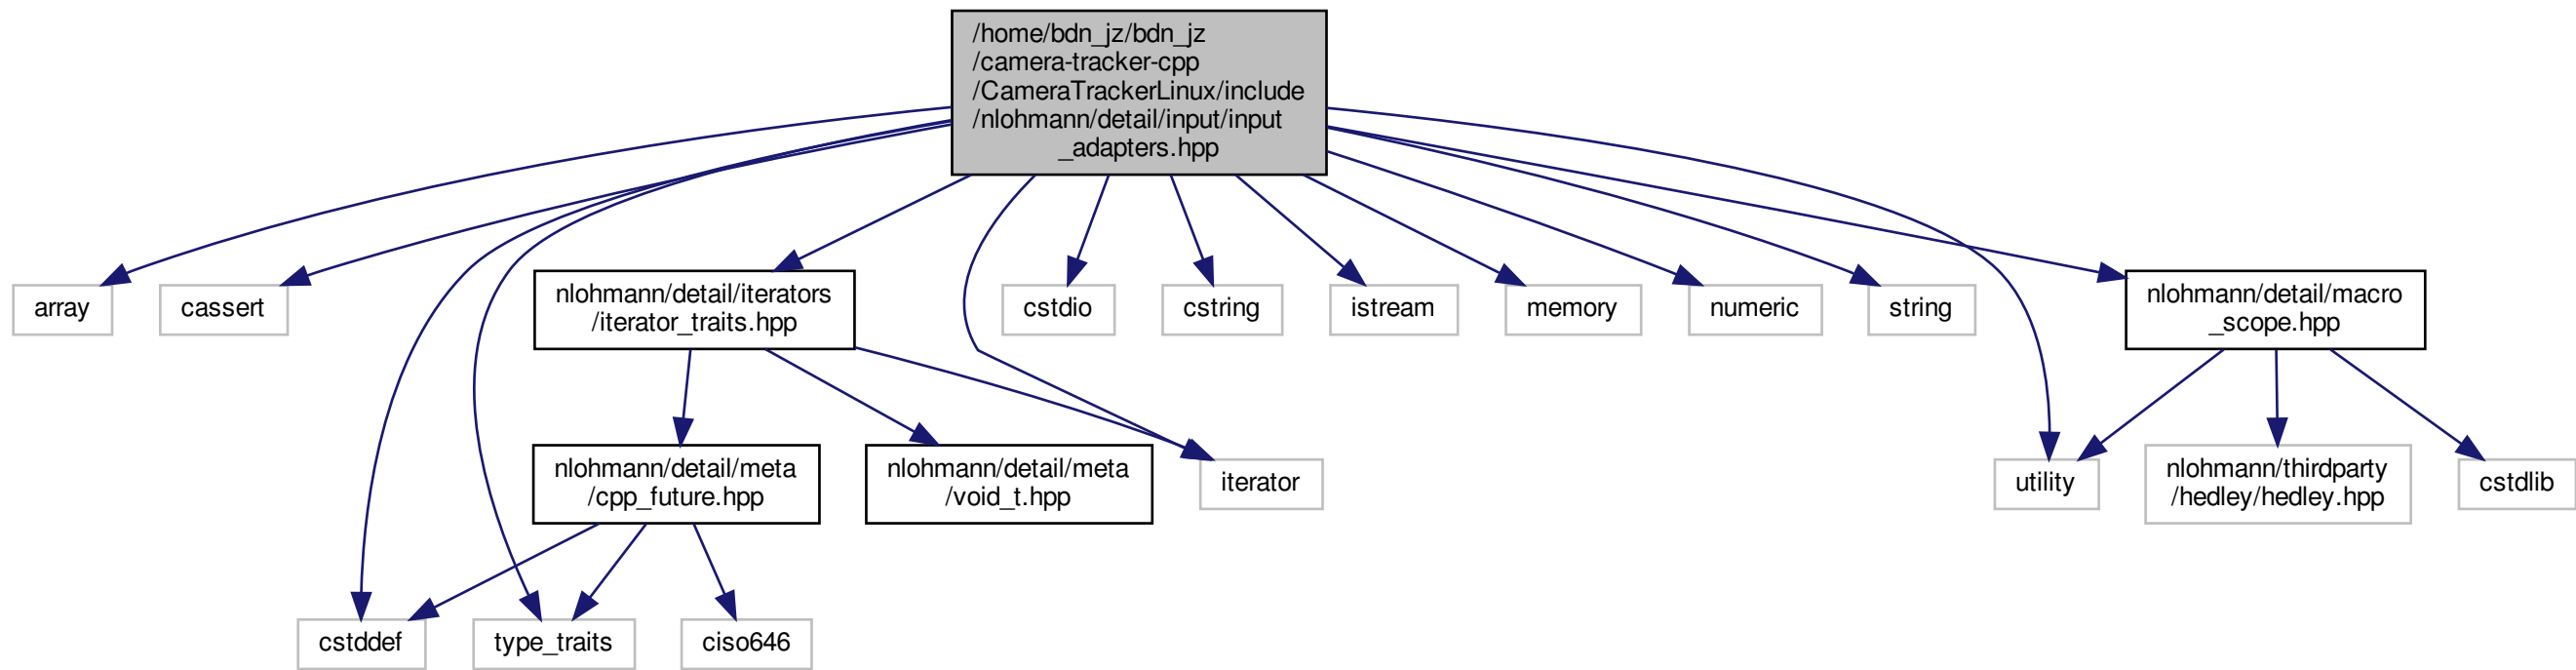 /home/bdn_jz/bdn_jz
/camera-tracker-cpp
/CameraTrackerLinux/include
/nlohmann/detail/input/input
_adapters.hpp
array
cassert
nlohmann/detail/iterators
/iterator_traits.hpp
cstdio
cstring
istream
memory
numeric
string
nlohmann/detail/macro
_scope.hpp
nlohmann/detail/meta
/cpp_future.hpp
nlohmann/detail/meta
/void_t.hpp
iterator
utility
nlohmann/thirdparty
/hedley/hedley.hpp
cstdlib
cstddef
type_traits
ciso646